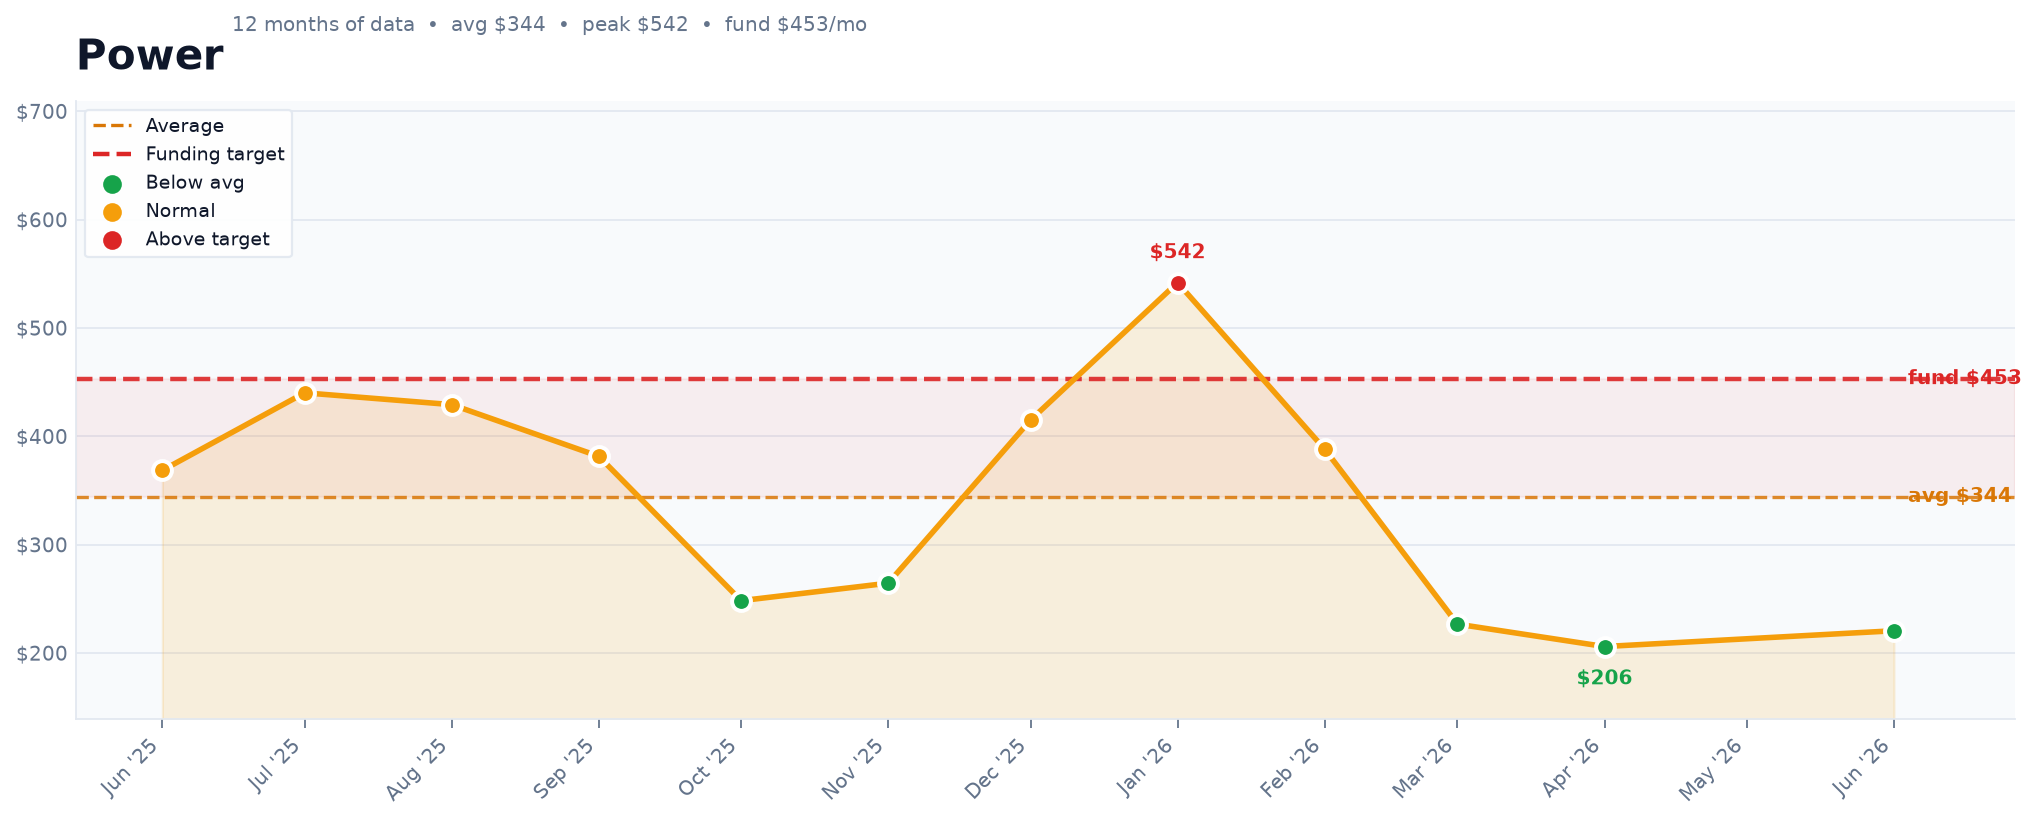 12 months of data • avg $344 • peak $542 • fund $453/mo
Power
$700
$600
$500
$400
$300
$200
Average
Funding target
Below avg
Normal
Above target
$542
fund $453
avg $344
$206
Jun '25
Jul '25
Aug '25
Sep '25
Oct '25
Nov '25
Dec '25
Jan '26
Feb '26
Mar '26
Apr '26
May '26
Jun '26